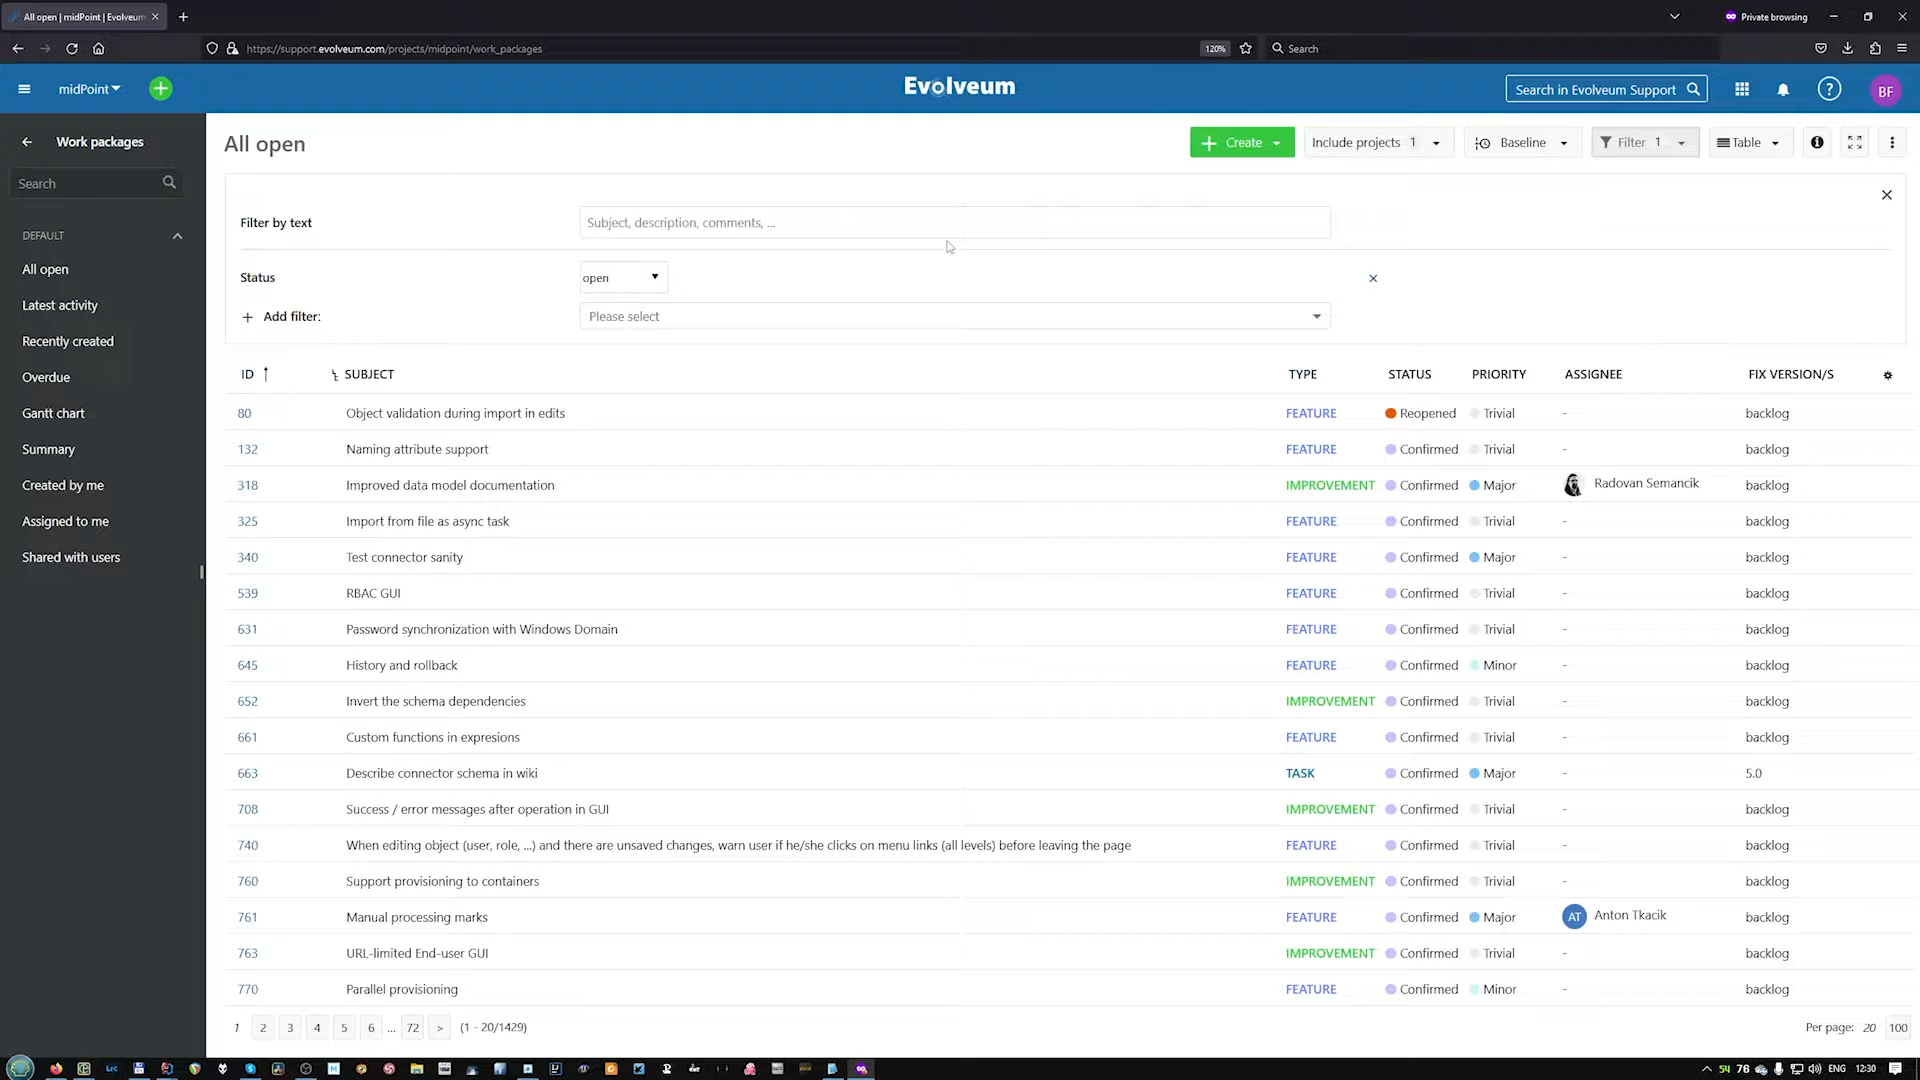 All open | midPoint | Evolveum
Private browsing
https://support.evolveum.com/projects/midpoint/work_packages
120%
Search
midPoint
Evolveum
Search in Evolveum Support
BF
Work packages
Search
DEFAULT
All open
Latest activity
Recently created
Overdue
Gantt chart
Summary
Created by me
Assigned to me
Shared with users
All open
Create
Include projects 1
Baseline
Filter 1
Table
Filter by text
Subject, description, comments, ...
Status
open
Add filter:
Please select
ID SUBJECT TYPE STATUS PRIORITY ASSIGNEE FIX VERSION/S
80 Object validation during import in edits FEATURE Reopened Trivial - backlog
132 Naming attribute support FEATURE Confirmed Trivial - backlog
318 Improved data model documentation IMPROVEMENT Confirmed Major Radovan Semancik backlog
325 Import from file as async task FEATURE Confirmed Trivial - backlog
340 Test connector sanity FEATURE Confirmed Major - backlog
539 RBAC GUI FEATURE Confirmed Trivial - backlog
631 Password synchronization with Windows Domain FEATURE Confirmed Trivial - backlog
645 History and rollback FEATURE Confirmed Minor - backlog
652 Invert the schema dependencies IMPROVEMENT Confirmed Trivial - backlog
661 Custom functions in expresions FEATURE Confirmed Trivial - backlog
663 Describe connector schema in wiki TASK Confirmed Major - 5.0
708 Success / error messages after operation in GUI IMPROVEMENT Confirmed Trivial - backlog
740 When editing object (user, role, ...) and there are unsaved changes, warn user if he/she clicks on menu links (all levels) before leaving the page FEATURE Confirmed Trivial - backlog
760 Support provisioning to containers IMPROVEMENT Confirmed Trivial - backlog
761 Manual processing marks FEATURE Confirmed Major AT Anton Tkacik backlog
763 URL-limited End-user GUI IMPROVEMENT Confirmed Trivial - backlog
770 Parallel provisioning FEATURE Confirmed Minor - backlog
1 2 3 4 5 6 ... 72 > (1 - 20/1429)
Per page: 20 100
54 76 ENG 12:30